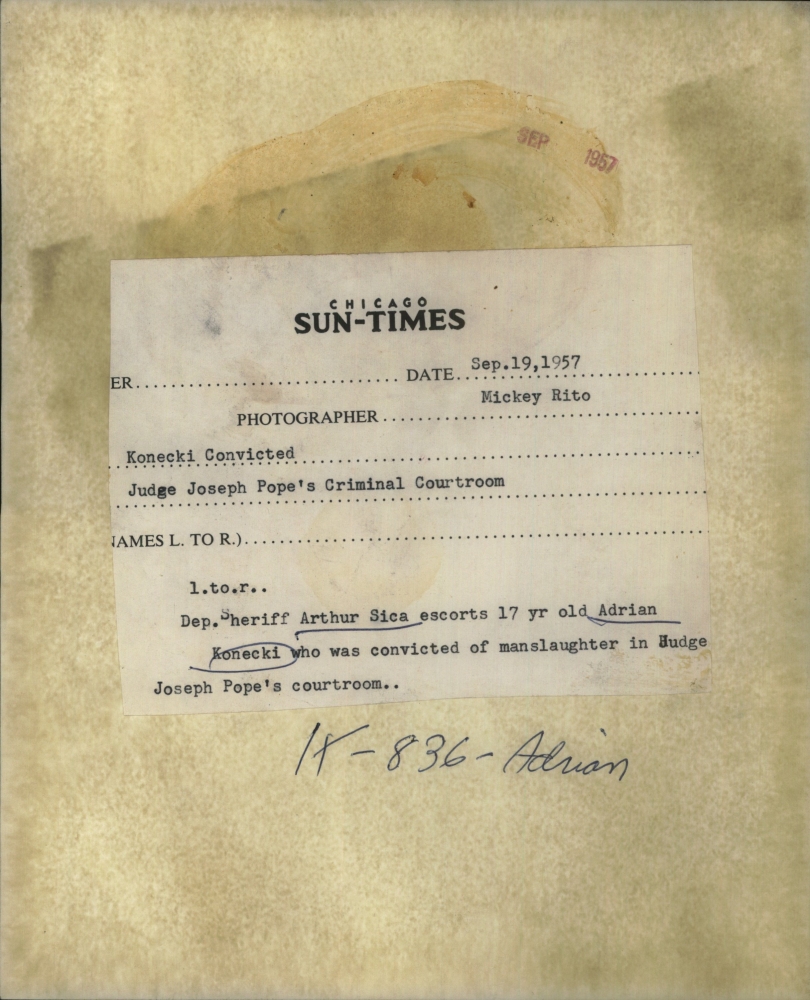 SEP 1957
CHICAGO
SUN-TIMES
ER.............................. DATE.. Sep.19,1957
PHOTOGRAPHER ........ Mickey Rito
Konecki Convicted
Judge Joseph Pope's Criminal Courtroom
NAMES L. TO R.)
l.to.r..
Dep.Sheriff Arthur Sica escorts 17 yr old Adrian
Konecki who was convicted of manslaughter in Judge
Joseph Pope's courtroom..
1X-836-Adrian